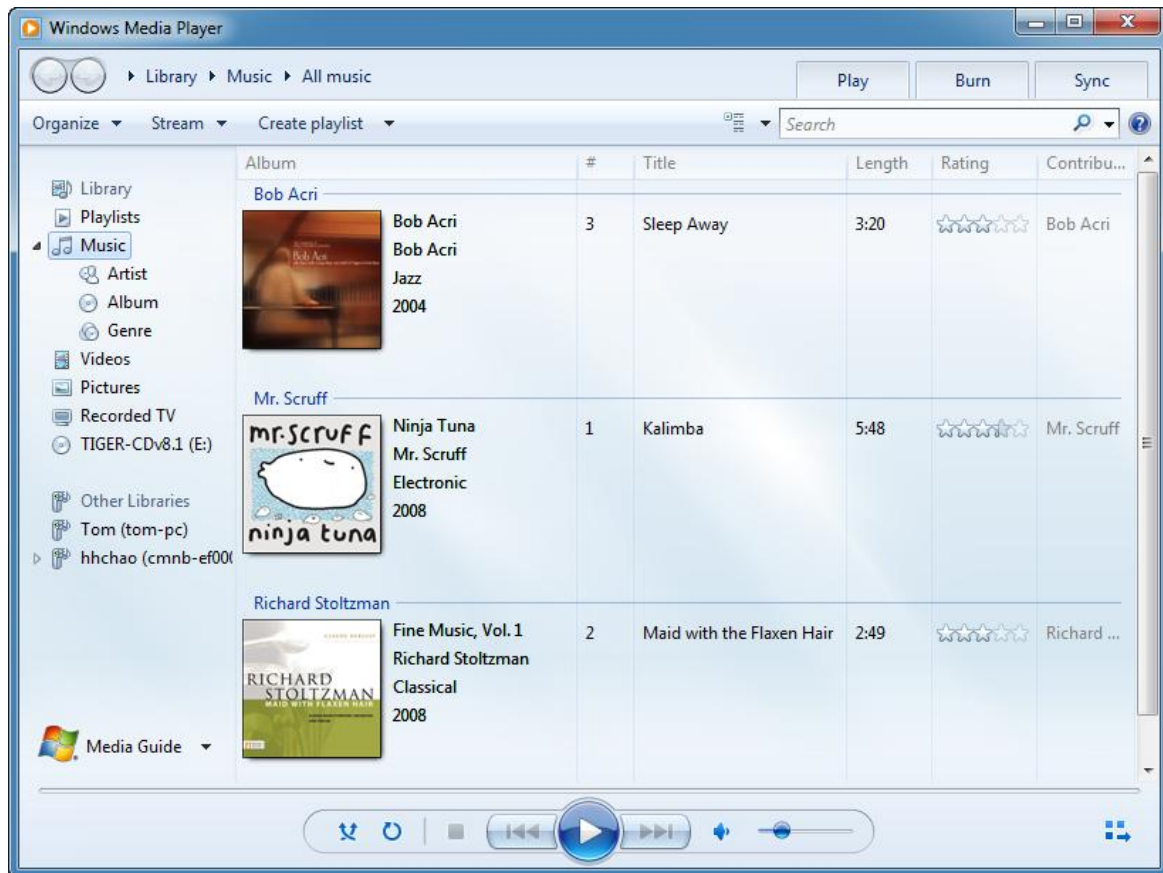 Windows Media Player
Library Music All music
Play Burn Sync
Organize Stream Create playlist Search
Album # Title Length Rating Contribu...
Library
Playlists
Music
Artist
Album
Genre
Videos
Pictures
Recorded TV
TIGER-CDv8.1 (E:)
Other Libraries
Tom (tom-pc)
hhchao (cmnb-ef00
Media Guide
Bob Acri
Bob Acri
Bob Acri 3 Sleep Away 3:20 Bob Acri
Bob Acri
Jazz
2004
Mr. Scruff
mr.scruff
ninja tuna
Ninja Tuna 1 Kalimba 5:48 Mr. Scruff
Mr. Scruff
Electronic
2008
Richard Stoltzman
RICHARD
STOLTZMAN
MAID WITH FLAXEN HAIR
Fine Music, Vol. 1 2 Maid with the Flaxen Hair 2:49 Richard ...
Richard Stoltzman
Classical
2008